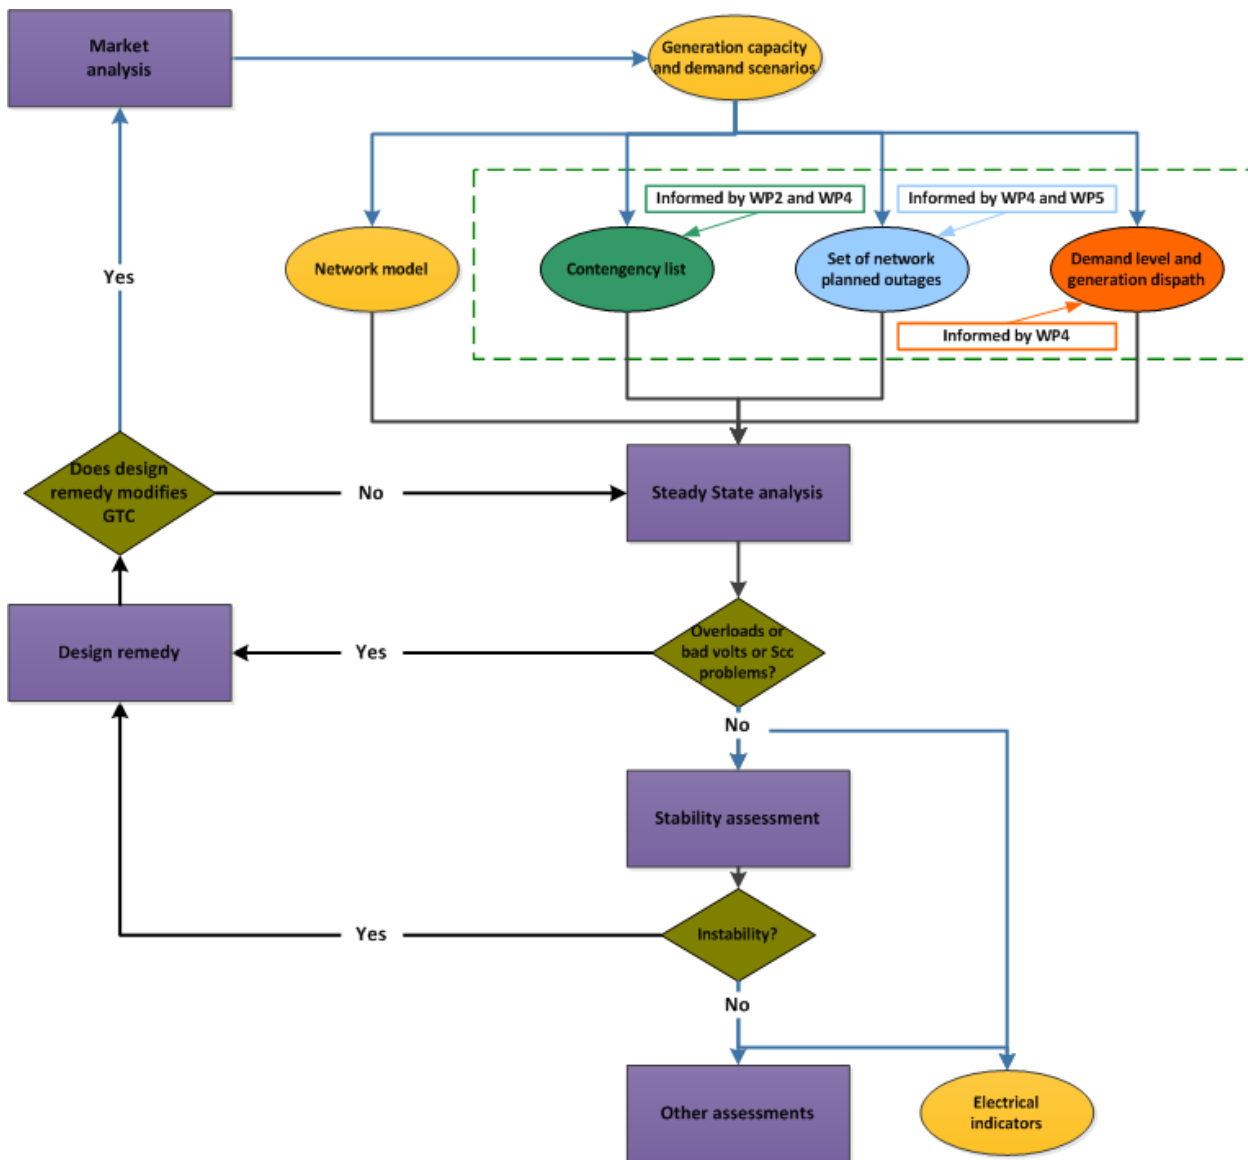 Market
analysis
Generation capacity
and demand scenarios
Informed by WP2 and WP4
Informed by WP4 and WP5
Yes
Network model
Contengency list
Set of network
planned outages
Demand level and
generation dispath
Informed by WP4
Does design
remedy modifies
GTC
No
Steady State analysis
Design remedy
Yes
Overloads or
bad volts or Scc
problems?
No
Stability assessment
Yes
Instability?
No
Other assessments
Electrical
indicators